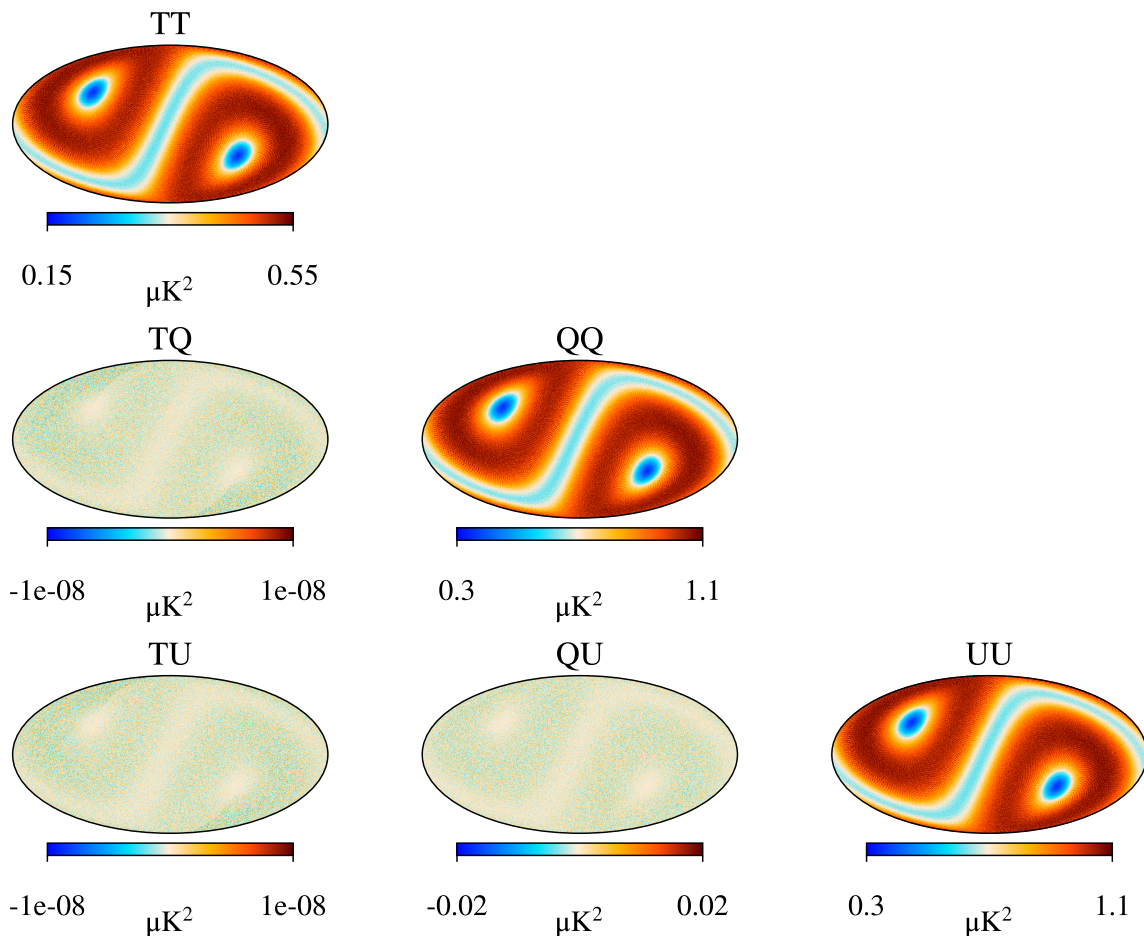 TT
0.15 0.55
μK²
TQ QQ
-1e-08 1e-08 0.3 1.1
μK² μK²
TU QU UU
-1e-08 1e-08 -0.02 0.02 0.3 1.1
μK² μK² μK²